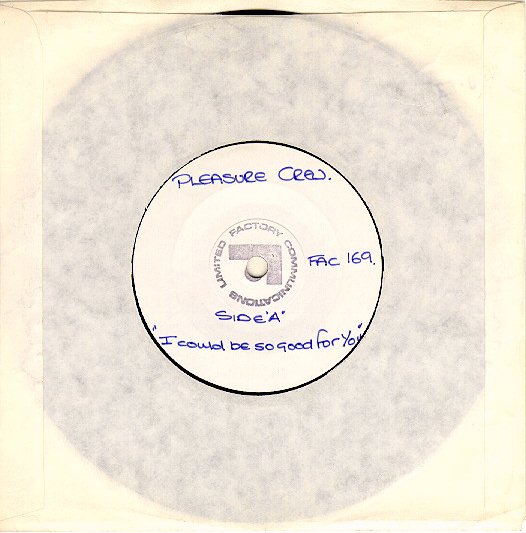 PLEASURE CREW.
FACTORY COMMUNICATIONS LIMITED
FAC 169.
SIDE 'A'
"I could be so good for You"